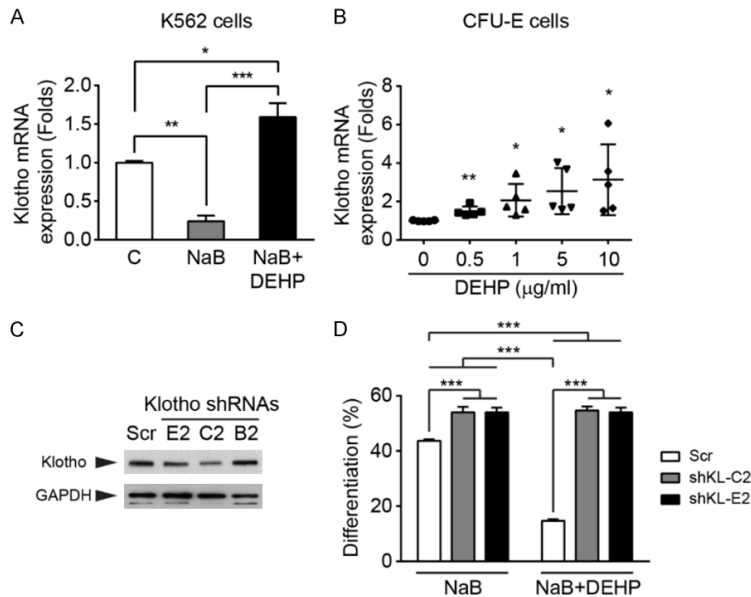 A
K562 cells
Klotho mRNA
expression (Folds)
2.0
1.5
1.0
0.5
0.0
*
***
**
C
NaB
NaB+
DEHP
B
CFU-E cells
Klotho mRNA
expression (Folds)
8
6
4
2
0
**
*
*
*
0
0.5
1
5
10
DEHP (μg/ml)
C
Klotho shRNAs
Scr
E2
C2
B2
Klotho
GAPDH
D
Differentiation (%)
60
40
20
0
***
***
***
***
NaB
NaB+DEHP
Scr
shKL-C2
shKL-E2